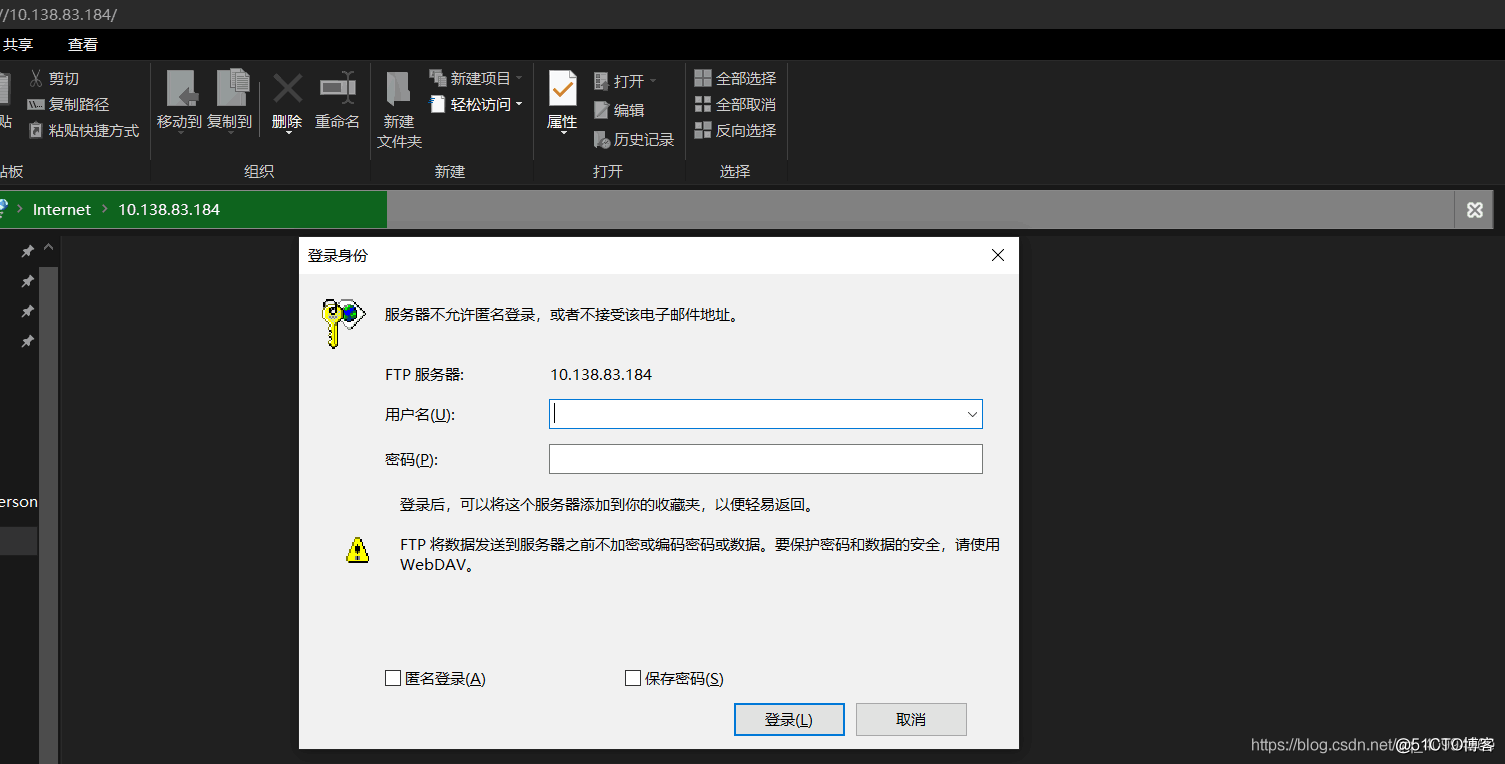 //10.138.83.184/
共享 查看
剪切
复制路径
粘贴快捷方式
贴
移动到 复制到 删除 重命名
新建
文件夹
新建项目
轻松访问
属性
打开
编辑
历史记录
全部选择
全部取消
反向选择
贴板 组织 新建 打开 选择
Internet 10.138.83.184
登录身份
服务器不允许匿名登录，或者不接受该电子邮件地址。
FTP 服务器: 10.138.83.184
用户名(U):
密码(P):
登录后，可以将这个服务器添加到你的收藏夹，以便轻易返回。
FTP 将数据发送到服务器之前不加密或编码密码或数据。要保护密码和数据的安全，请使用
WebDAV。
erson
匿名登录(A) 保存密码(S)
登录(L) 取消
https://blog.csdn.net/
@51CTO博客